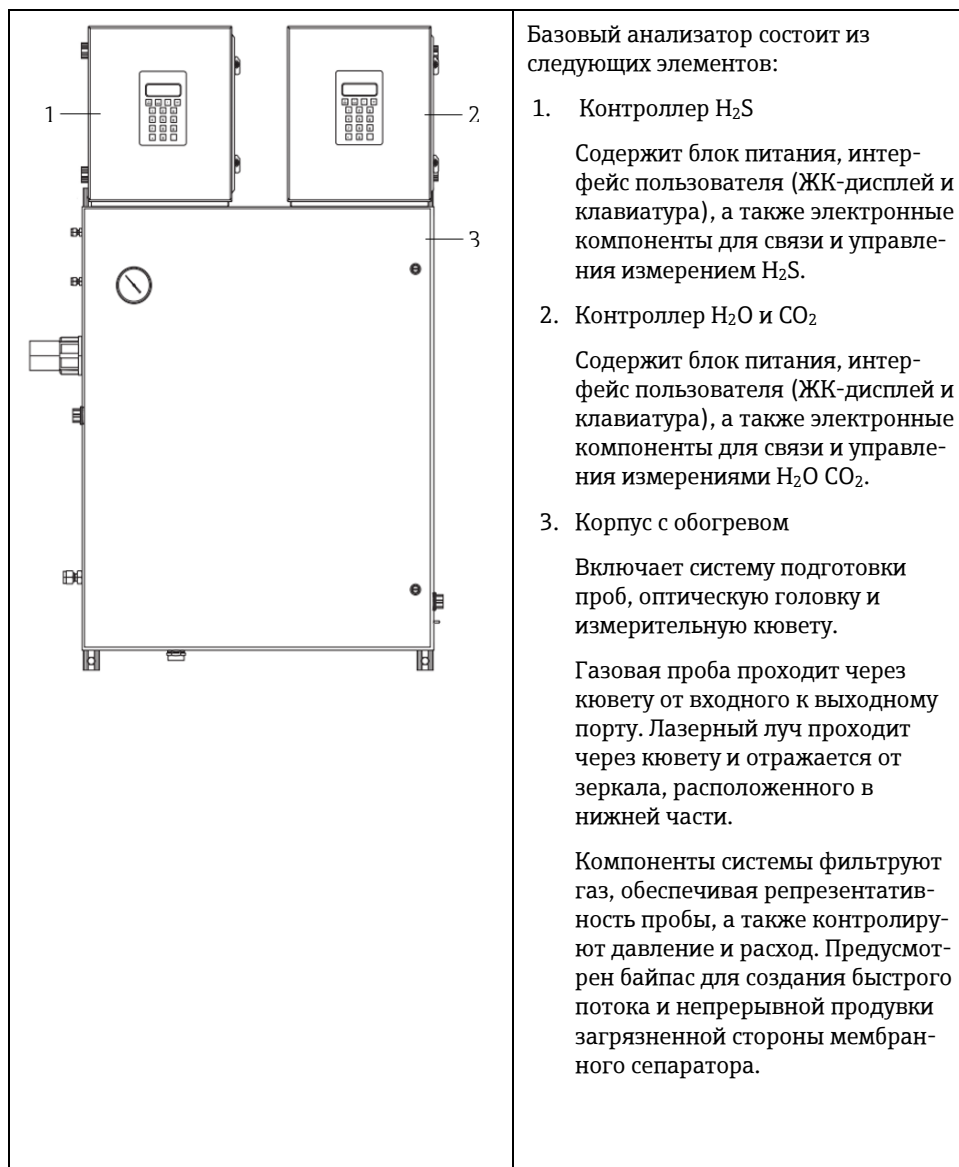 1
2
3
Базовый анализатор состоит из
следующих элементов:
1. Контроллер H₂S
Содержит блок питания, интер-
фейс пользователя (ЖК-дисплей и
клавиатура), а также электронные
компоненты для связи и управле-
ния измерением H₂S.
2. Контроллер H₂O и CO₂
Содержит блок питания, интер-
фейс пользователя (ЖК-дисплей и
клавиатура), а также электронные
компоненты для связи и управле-
ния измерениями H₂O CO₂.
3. Корпус с обогревом
Включает систему подготовки
проб, оптическую головку и
измерительную кювету.
Газовая проба проходит через
кювету от входного к выходному
порту. Лазерный луч проходит
через кювету и отражается от
зеркала, расположенного в
нижней части.
Компоненты системы фильтруют
газ, обеспечивая репрезентатив-
ность пробы, а также контролиру-
ют давление и расход. Предусмот-
рен байпас для создания быстрого
потока и непрерывной продувки
загрязненной стороны мембран-
ного сепаратора.